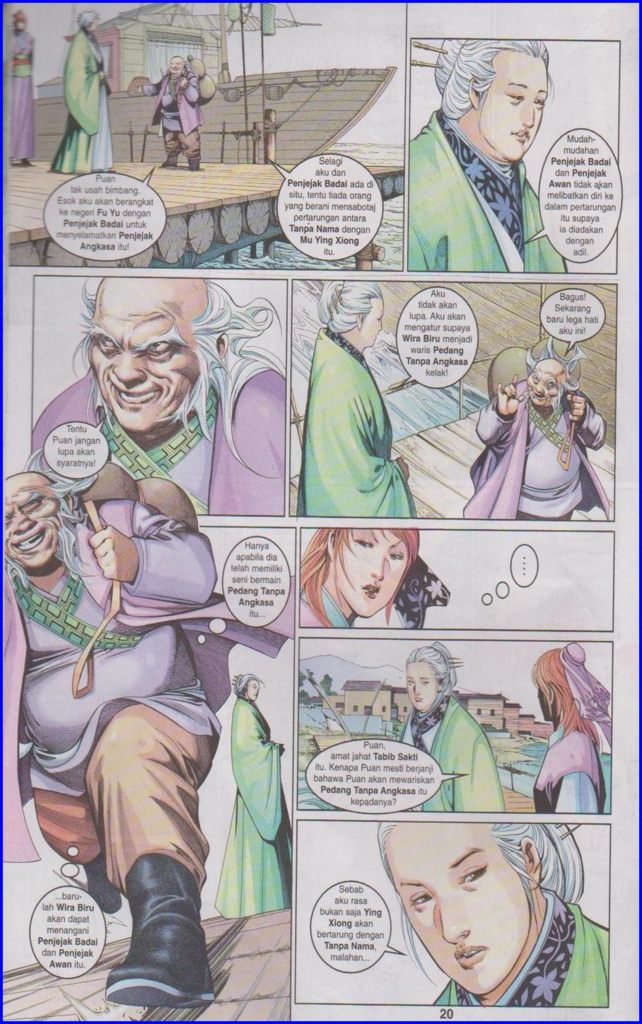 Puan
tak usah bimbang.
Esok aku akan berangkat
ke negeri Fu Yu dengan
Penjejak Badai untuk
menyelamatkan Penjejak
Angkasa itu!
Selagi
aku dan
Penjejak Badai ada di
situ, tentu tiada orang
yang berani mensabotaj
pertarungan antara
Tanpa Nama dengan
Mu Ying Xiong
itu.
Mudah-
mudahan
Penjejak Badai
dan Penjejak
Awan tidak akan
melibatkan diri ke
dalam pertarungan
itu supaya
ia diadakan
dengan
adil.
Tentu
Puan jangan
lupa akan
syaratnya!
Aku
tidak akan
lupa. Aku akan
mengatur supaya
Wira Biru menjadi
waris Pedang
Tanpa Angkasa
kelak!
Bagus!
Sekarang
baru lega hati
aku ini!
Hanya
apabila dia
telah memiliki
seni bermain
Pedang Tanpa
Angkasa
itu...
...baru-
lah Wira Biru
akan dapat
menangani
Penjejak Badai
dan Penjejak
Awan itu.
....
Puan,
amat jahat Tabib Sakti
itu. Kenapa Puan mesti berjanji
bahawa Puan akan mewariskan
Pedang Tanpa Angkasa itu
kepadanya?
Sebab
aku rasa
bukan saja Ying
Xiong akan
bertarung dengan
Tanpa Nama,
malahan...
20